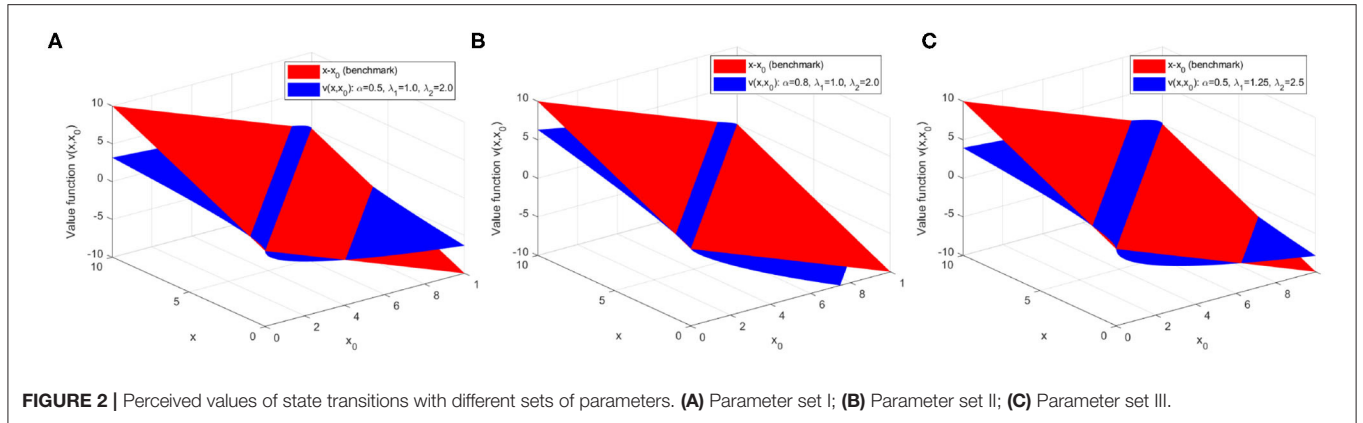 A
x-x₀ (benchmark)
v(x,x₀): α=0.5, λ₁=1.0, λ₂=2.0
Value function v(x,x₀)
10
5
0
-5
-10
10
5
0
x
0
2
4
6
8
1
x₀
B
x-x₀ (benchmark)
v(x,x₀): α=0.8, λ₁=1.0, λ₂=2.0
Value function v(x,x₀)
10
5
0
-5
-10
10
5
0
x
0
2
4
6
8
1
x₀
C
x-x₀ (benchmark)
v(x,x₀): α=0.5, λ₁=1.25, λ₂=2.5
Value function v(x,x₀)
10
5
0
-5
-10
10
5
0
x
0
2
4
6
8
x₀
FIGURE 2 | Perceived values of state transitions with different sets of parameters. (A) Parameter set I; (B) Parameter set II; (C) Parameter set III.